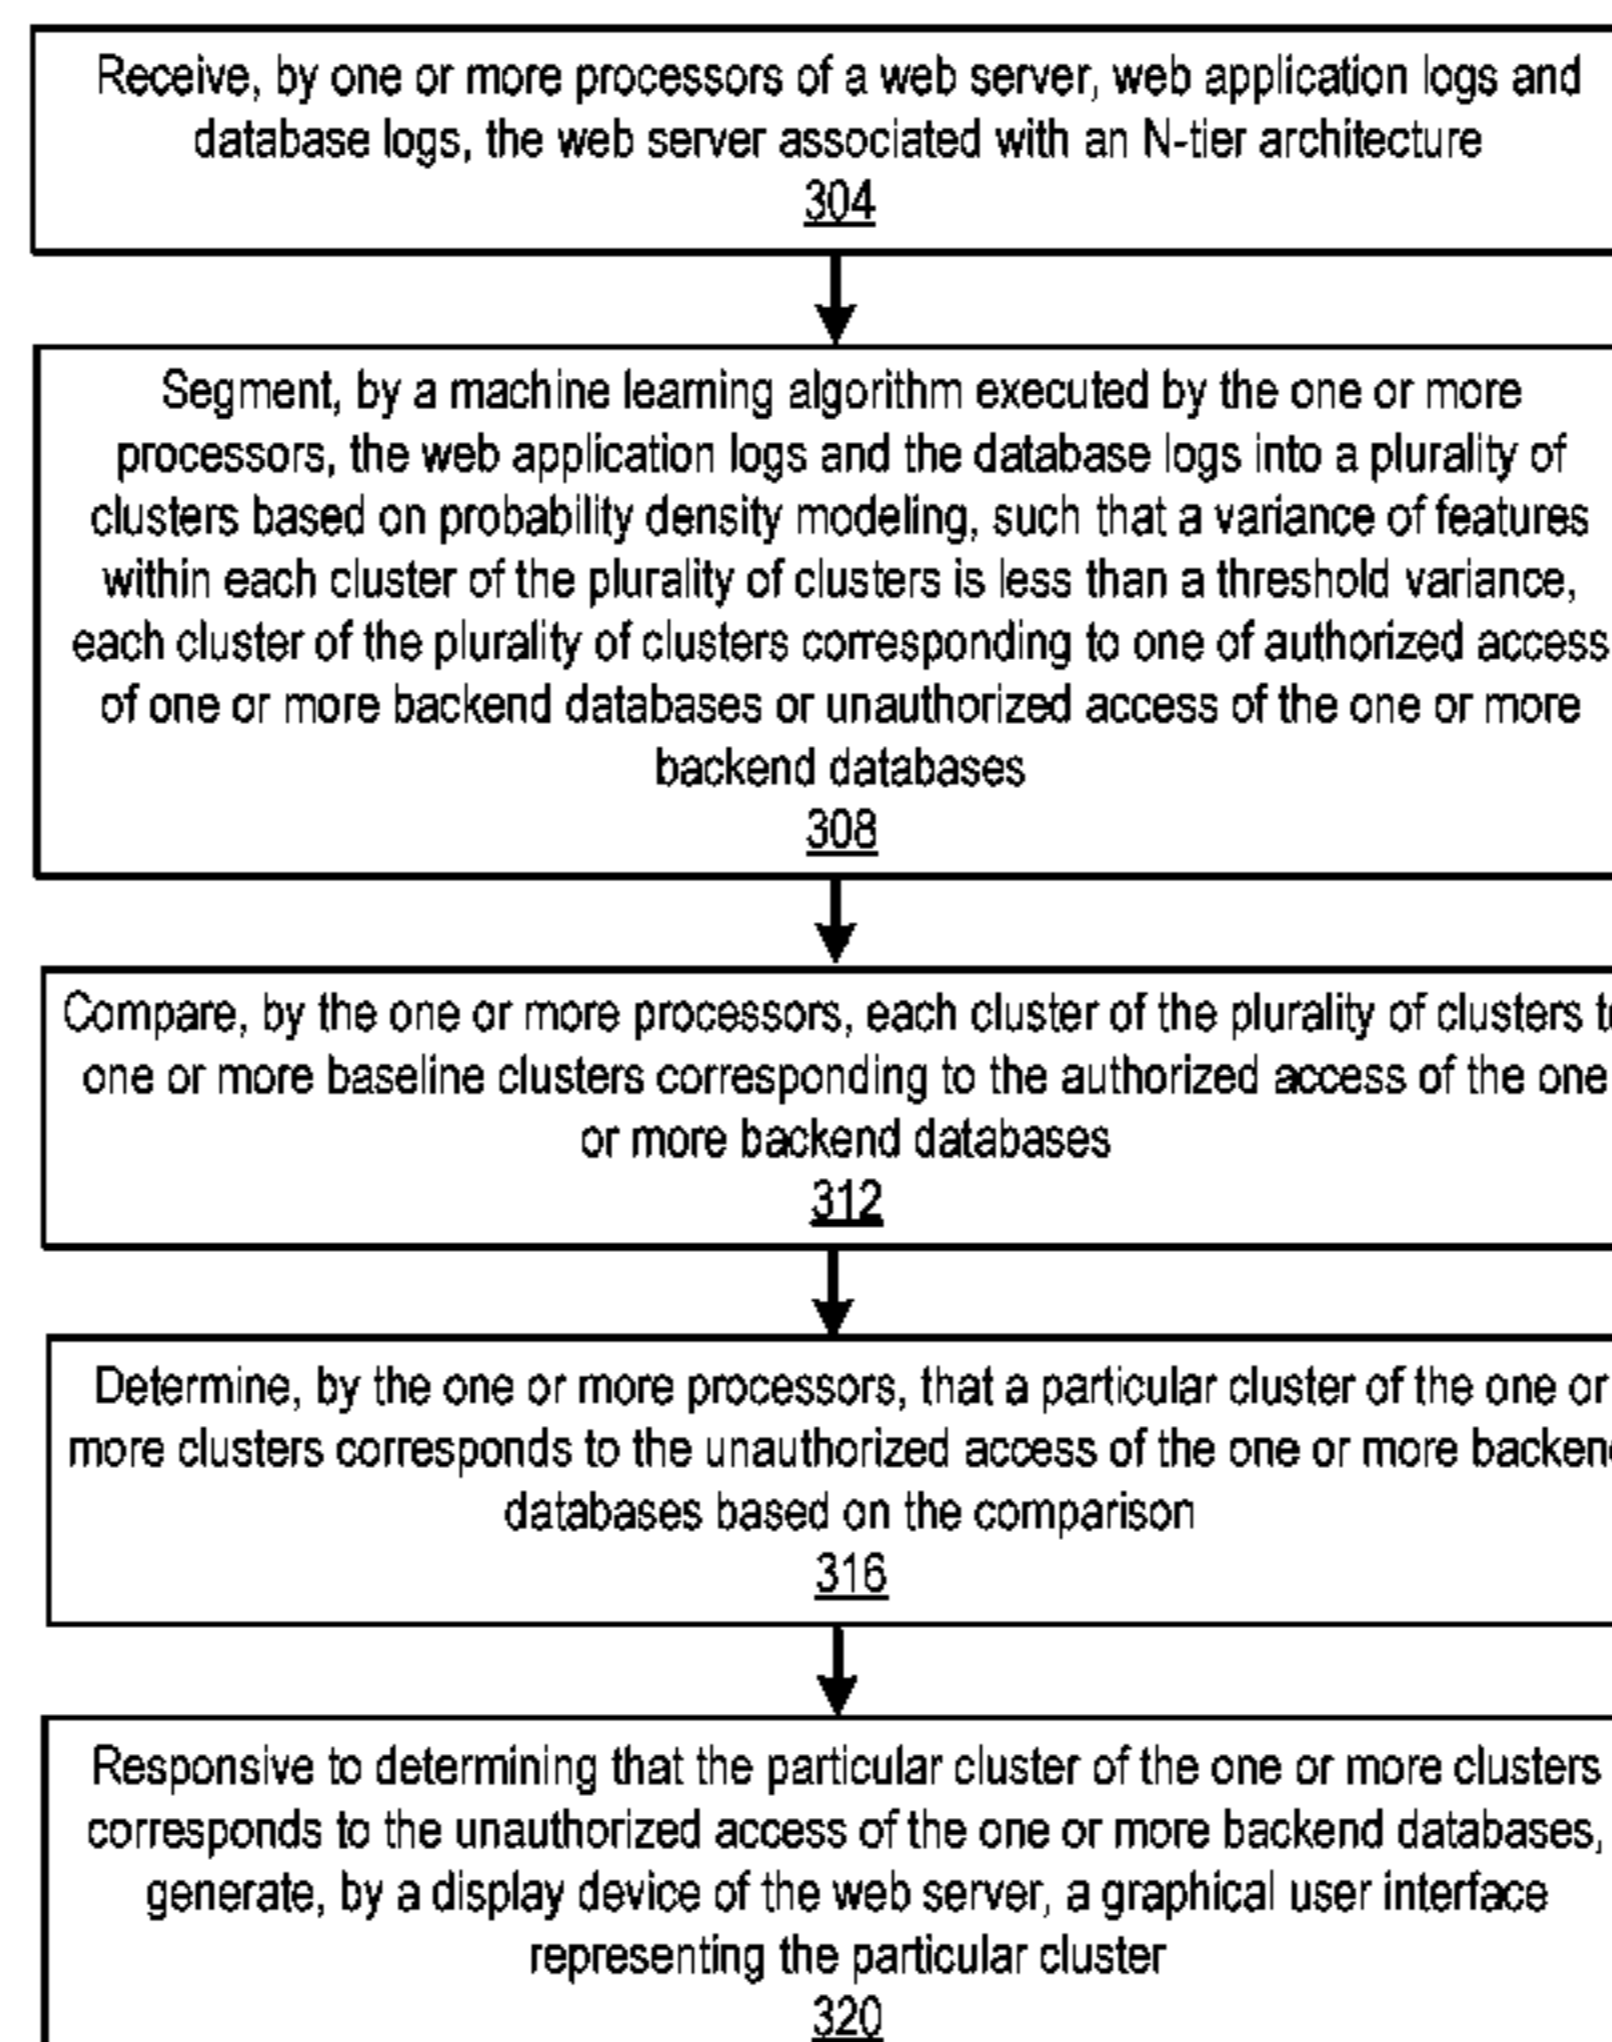 Receive, by one or more processors of a web server, web application logs and
database logs, the web server associated with an N-tier architecture
304
Segment, by a machine learning algorithm executed by the one or more
processors, the web application logs and the database logs into a plurality of
clusters based on probability density modeling, such that a variance of features
within each cluster of the plurality of clusters is less than a threshold variance,
each cluster of the plurality of clusters corresponding to one of authorized access
of one or more backend databases or unauthorized access of the one or more
backend databases
308
Compare, by the one or more processors, each cluster of the plurality of clusters to
one or more baseline clusters corresponding to the authorized access of the one
or more backend databases
312
Determine, by the one or more processors, that a particular cluster of the one or
more clusters corresponds to the unauthorized access of the one or more backend
databases based on the comparison
316
Responsive to determining that the particular cluster of the one or more clusters
corresponds to the unauthorized access of the one or more backend databases,
generate, by a display device of the web server, a graphical user interface
representing the particular cluster
320